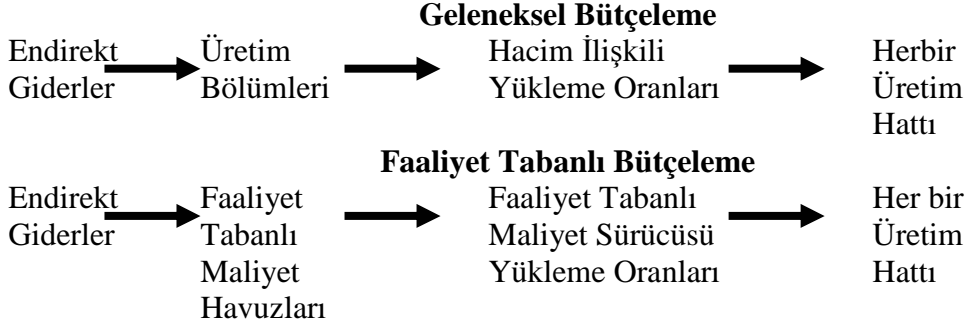 Geleneksel Bütçeleme
Endirekt Üretim Hacim İlişkili Herbir
Giderler Bölümleri Yükleme Oranları Üretim
Hattı
Faaliyet Tabanlı Bütçeleme
Endirekt Faaliyet Faaliyet Tabanlı Her bir
Giderler Tabanlı Maliyet Sürücüsü Üretim
Maliyet Yükleme Oranları Hattı
Havuzları